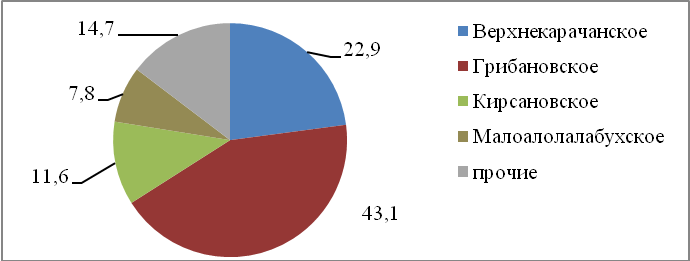 14,7
22,9
7,8
11,6
43,1
Верхнекарачанское
Грибановское
Кирсановское
Малоалолалабухское
прочие